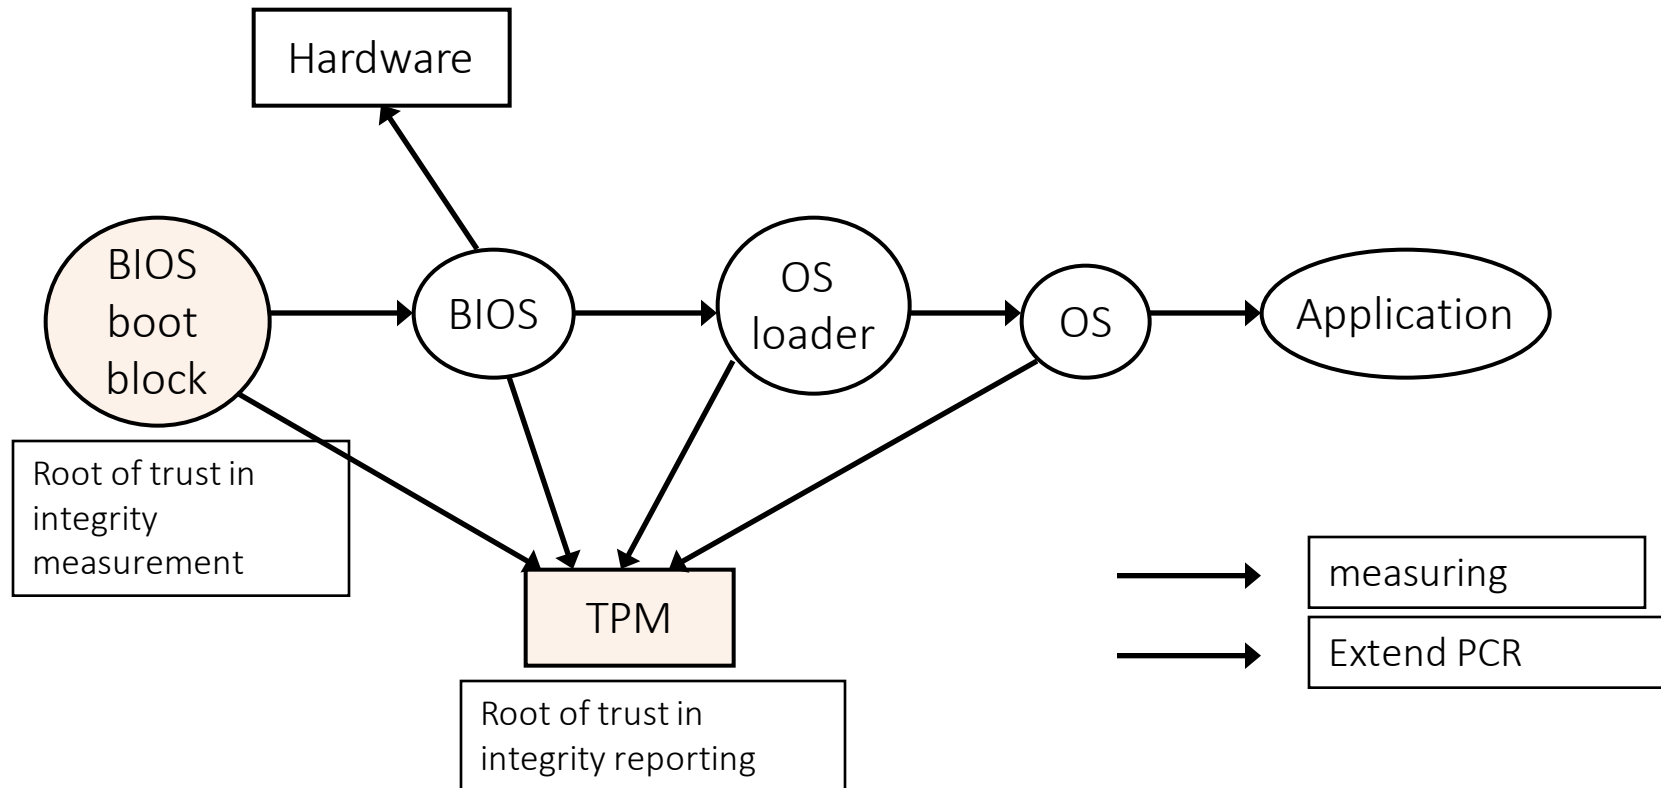 Hardware
BIOS
boot
block
BIOS
OS
loader
OS
Application
Root of trust in
integrity
measurement
TPM
Root of trust in
integrity reporting
measuring
Extend PCR